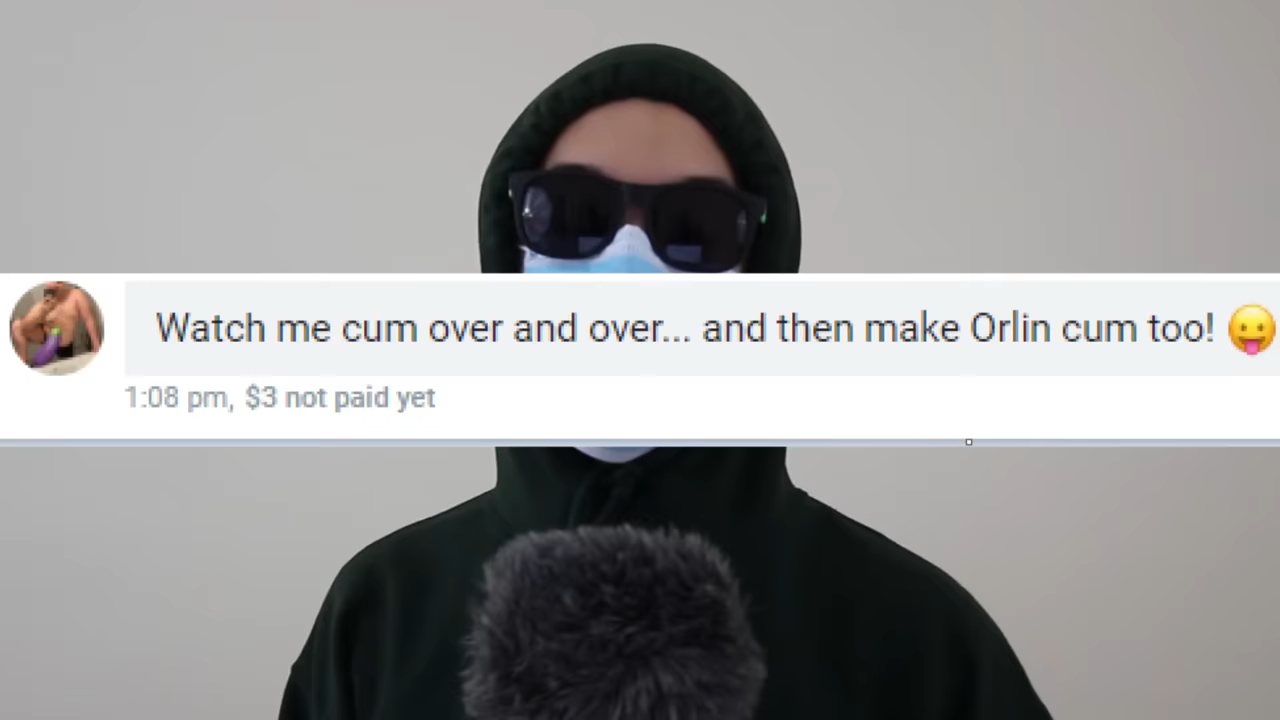 Watch me cum over and over... and then make Orlin cum too! 😛
1:08 pm, $3 not paid yet